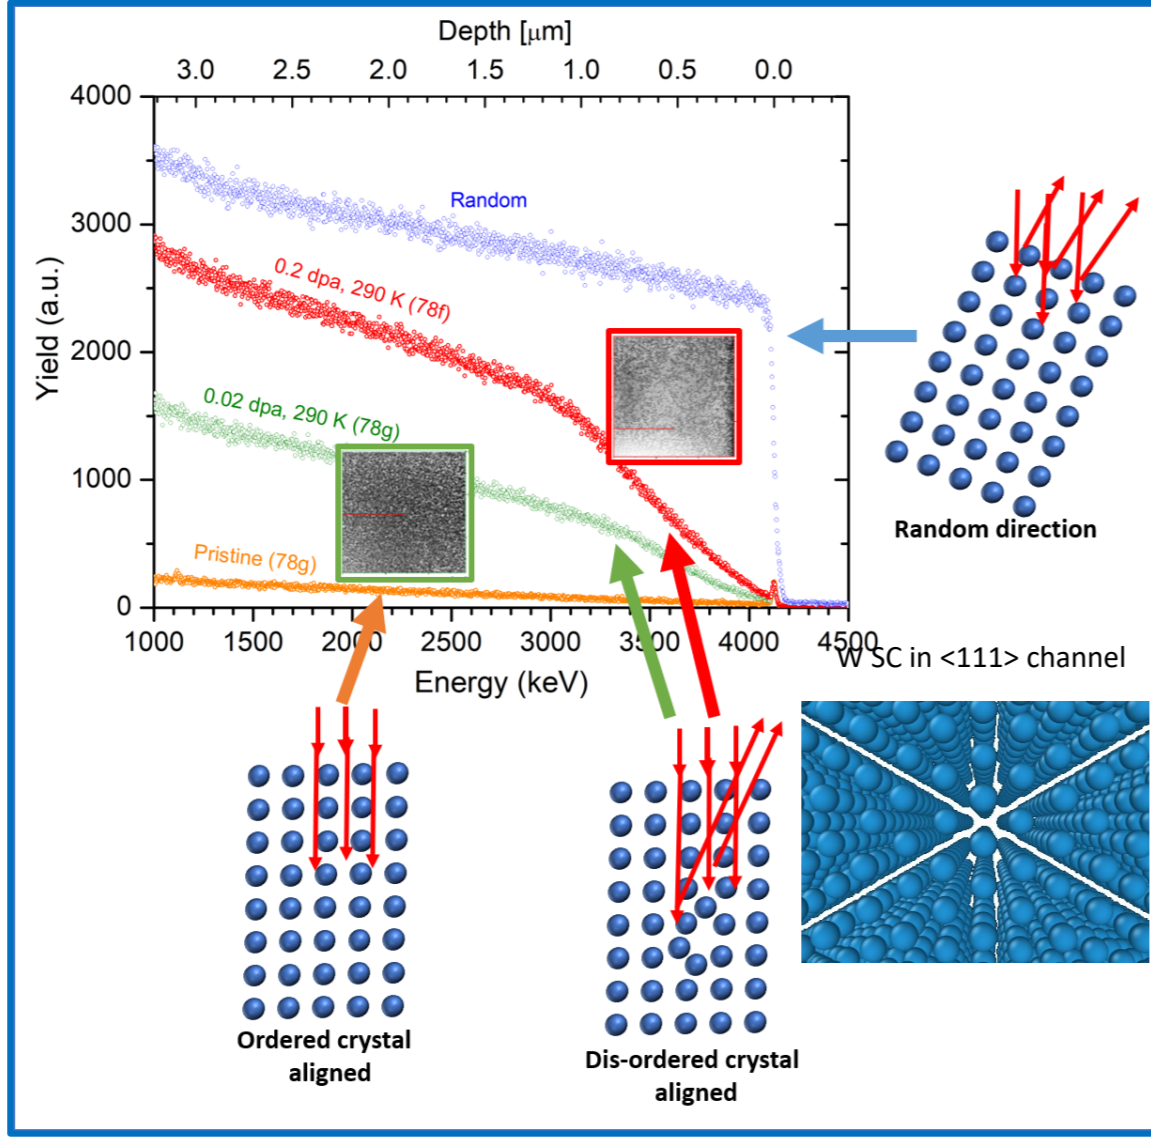 Depth [μm]
3.0 2.5 2.0 1.5 1.0 0.5 0.0
4000
3000
2000
1000
0
Yield (a.u.)
Random
0.2 dpa, 290 K (78f)
0.02 dpa, 290 K (78g)
Pristine (78g)
1000 1500 2000 2500 3000 3500 4000 4500
Energy (keV)
Random direction
W SC in <111> channel
Ordered crystal
aligned
Dis-ordered crystal
aligned